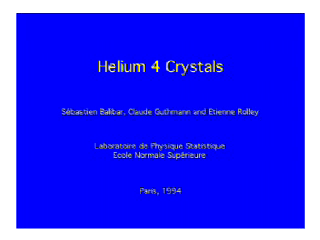 Helium 4 Crystals
Sébastien Balibar, Claude Guthmann and Etienne Rolley
Laboratoire de Physique Statistique
Ecole Normale Supérieure
Paris, 1994